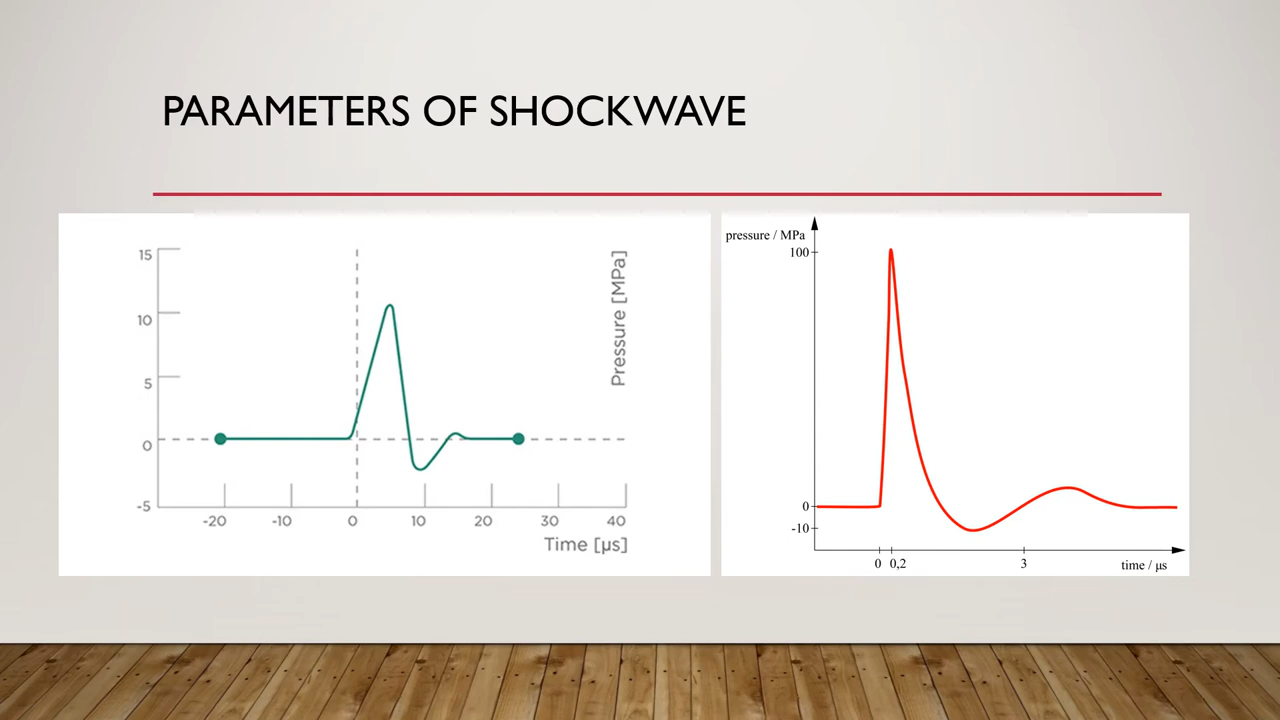 PARAMETERS OF SHOCKWAVE
15
10
5
0
-5
-20 -10 0 10 20 30 40
Time [µs]
Pressure [MPa]
pressure / MPa
100
0
-10
0 0,2 3 time / µs